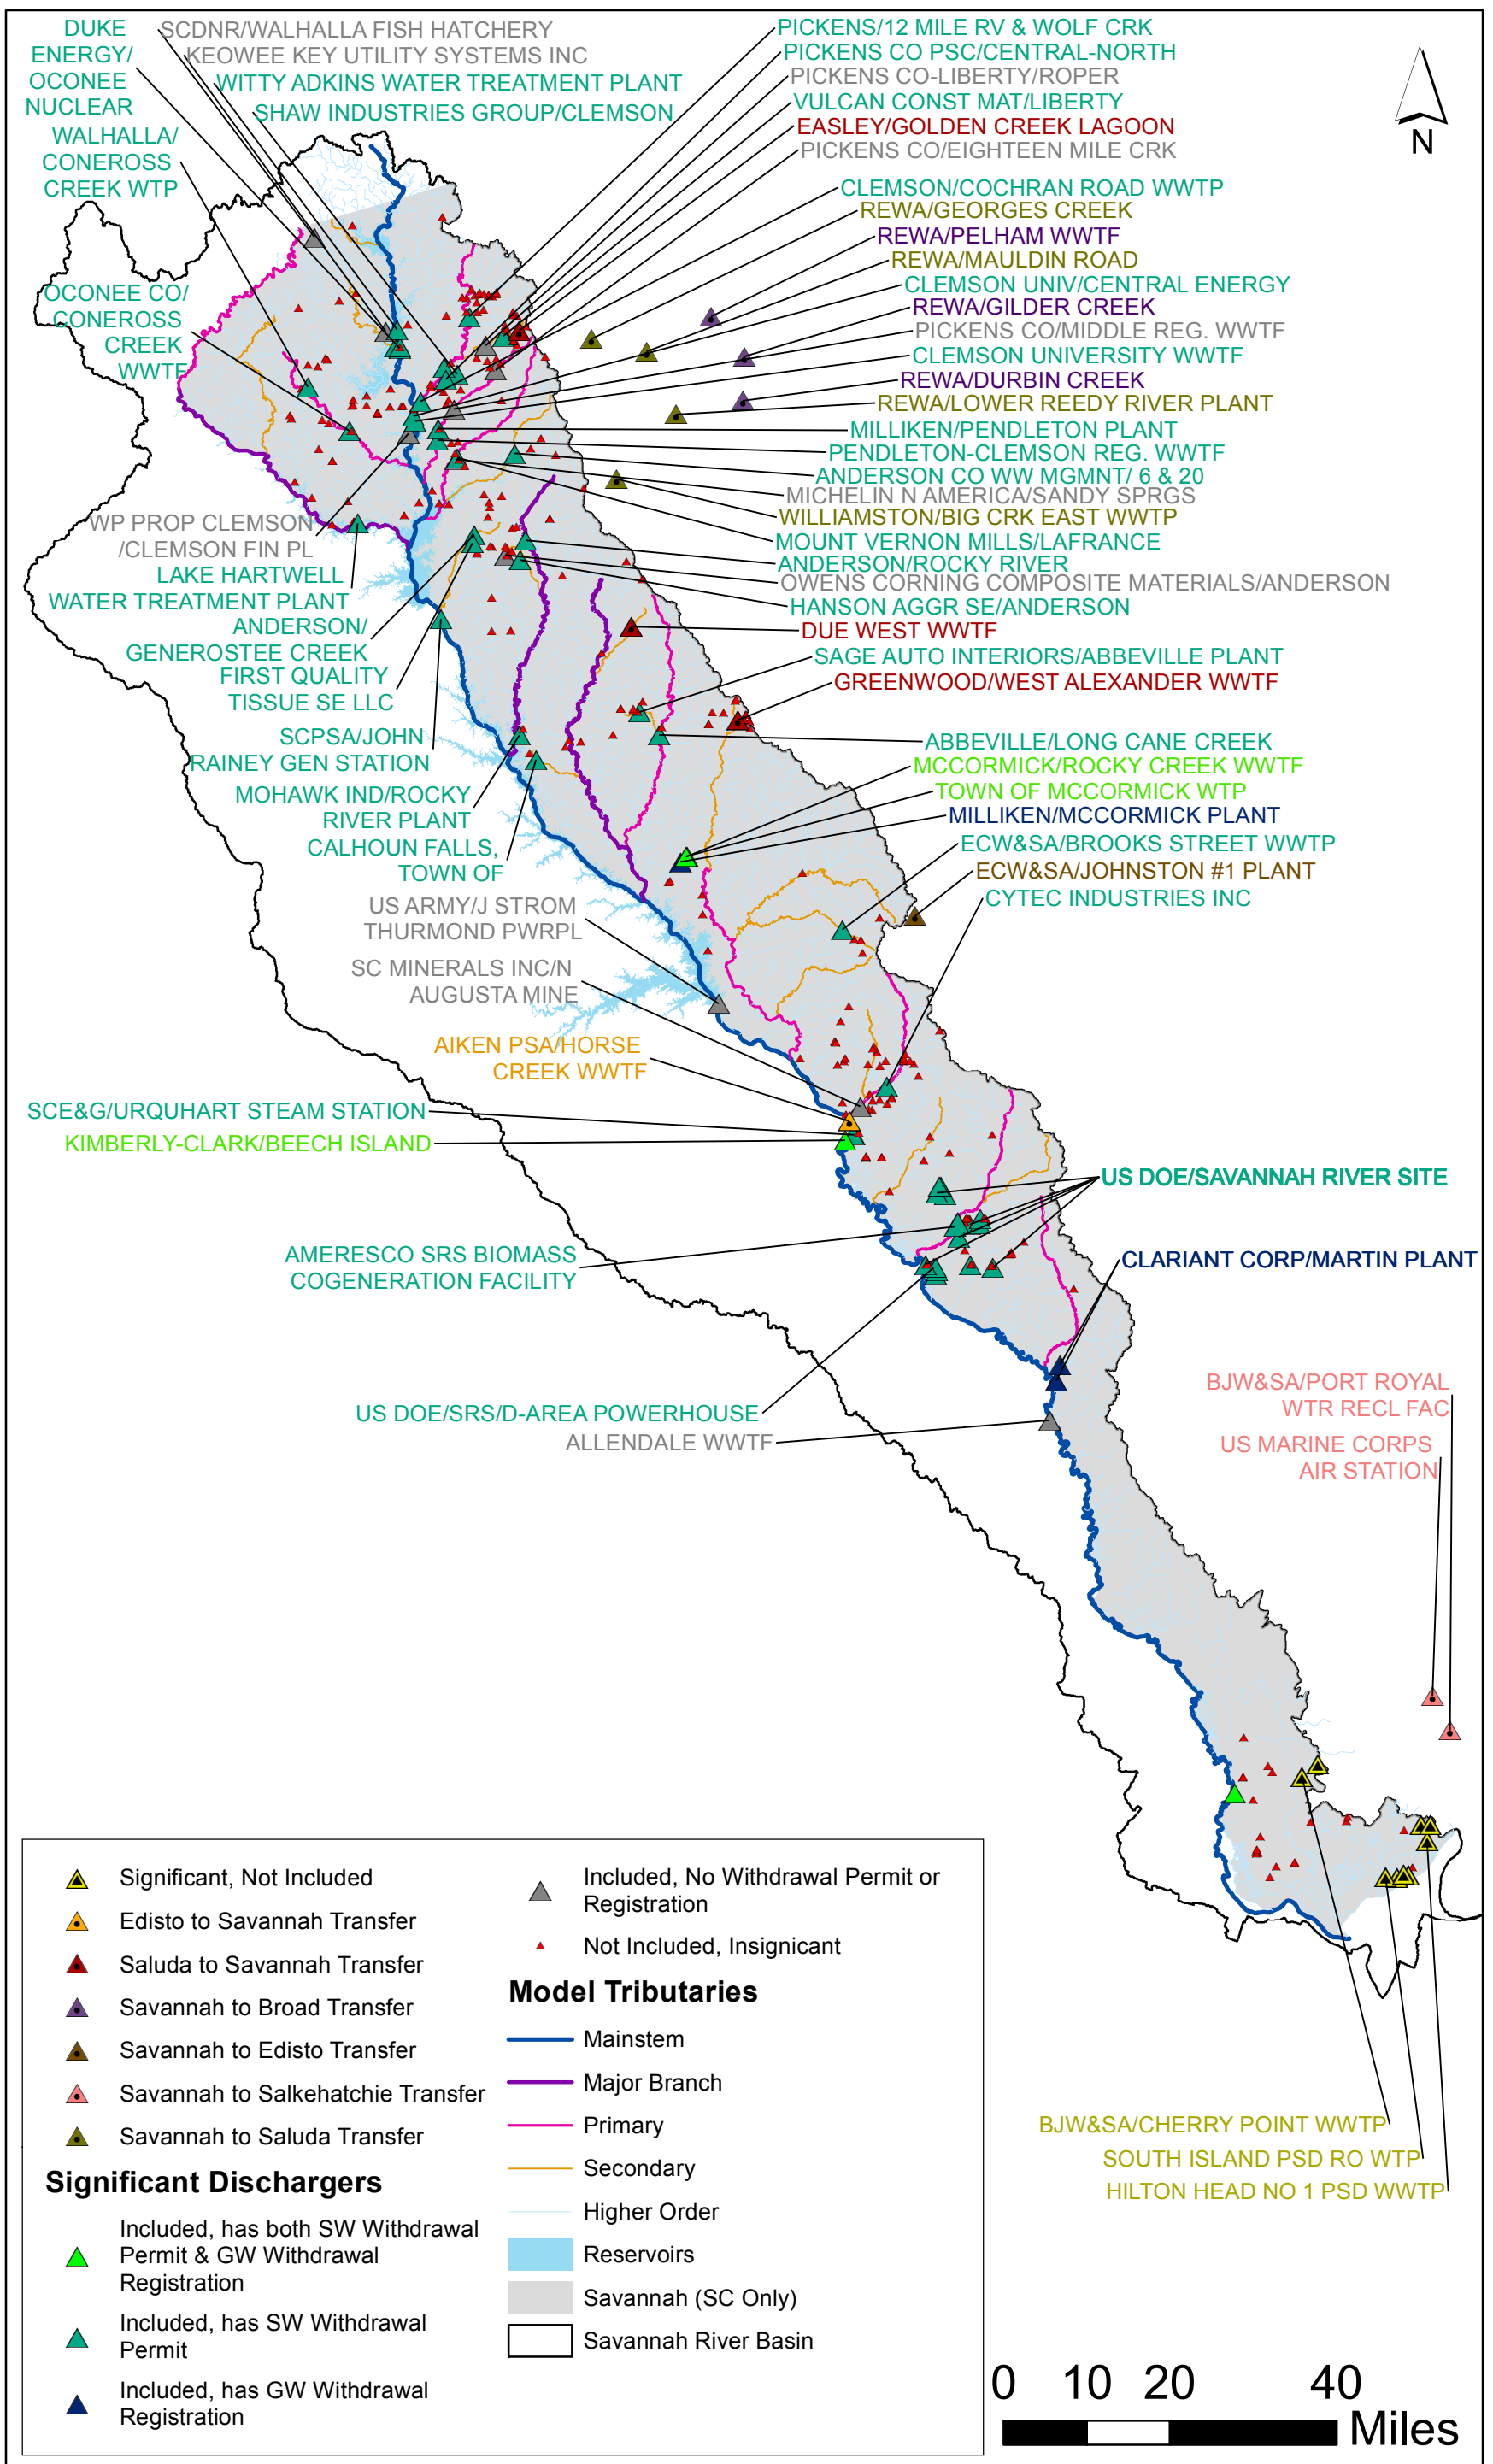 DUKE
ENERGY/
OCONEE
NUCLEAR
SCDNR/WALHALLA FISH HATCHERY
KEOWEE KEY UTILITY SYSTEMS INC
WITTY ADKINS WATER TREATMENT PLANT
SHAW INDUSTRIES GROUP/CLEMSON
WALHALLA/
CONEROSS
CREEK WTP
OCONEE CO/
CONEROSS
CREEK
WWTF
PICKENS/12 MILE RV & WOLF CRK
PICKENS CO PSC/CENTRAL-NORTH
PICKENS CO-LIBERTY/ROPER
VULCAN CONST MAT/LIBERTY
EASLEY/GOLDEN CREEK LAGOON
PICKENS CO/EIGHTEEN MILE CRK
CLEMSON/COCHRAN ROAD WWTP
REWA/GEORGES CREEK
REWA/PELHAM WWTF
REWA/MAULDIN ROAD
CLEMSON UNIV/CENTRAL ENERGY
REWA/GILDER CREEK
PICKENS CO/MIDDLE REG. WWTF
CLEMSON UNIVERSITY WWTF
REWA/DURBIN CREEK
REWA/LOWER REEDY RIVER PLANT
MILLIKEN/PENDLETON PLANT
PENDLETON-CLEMSON REG. WWTF
ANDERSON CO WW MGMNT/ 6 & 20
MICHELIN N AMERICA/SANDY SPRGS
WILLIAMSTON/BIG CRK EAST WWTP
MOUNT VERNON MILLS/LAFRANCE
ANDERSON/ROCKY RIVER
OWENS CORNING COMPOSITE MATERIALS/ANDERSON
HANSON AGGR SE/ANDERSON
DUE WEST WWTF
SAGE AUTO INTERIORS/ABBEVILLE PLANT
GREENWOOD/WEST ALEXANDER WWTF
ABBEVILLE/LONG CANE CREEK
MCCORMICK/ROCKY CREEK WWTF
TOWN OF MCCORMICK WTP
MILLIKEN/MCCORMICK PLANT
ECW&SA/BROOKS STREET WWTP
ECW&SA/JOHNSTON #1 PLANT
CYTEC INDUSTRIES INC
WP PROP CLEMSON
/CLEMSON FIN PL
LAKE HARTWELL
WATER TREATMENT PLANT
ANDERSON/
GENEROSTEE CREEK
FIRST QUALITY
TISSUE SE LLC
SCPSA/JOHN
RAINEY GEN STATION
MOHAWK IND/ROCKY
RIVER PLANT
CALHOUN FALLS,
TOWN OF
US ARMY/J STROM
THURMOND PWRPL
SC MINERALS INC/N
AUGUSTA MINE
AIKEN PSA/HORSE
CREEK WWTF
SCE&G/URQUHART STEAM STATION
KIMBERLY-CLARK/BEECH ISLAND
US DOE/SAVANNAH RIVER SITE
AMERESCO SRS BIOMASS
COGENERATION FACILITY
CLARIANT CORP/MARTIN PLANT
US DOE/SRS/D-AREA POWERHOUSE
ALLENDALE WWTF
BJW&SA/PORT ROYAL
WTR RECL FAC
US MARINE CORPS
AIR STATION
BJW&SA/CHERRY POINT WWTP
SOUTH ISLAND PSD RO WTP
HILTON HEAD NO 1 PSD WWTP
N
Significant, Not Included
Edisto to Savannah Transfer
Saluda to Savannah Transfer
Savannah to Broad Transfer
Savannah to Edisto Transfer
Savannah to Salkehatchie Transfer
Savannah to Saluda Transfer
Significant Dischargers
Included, has both SW Withdrawal
Permit & GW Withdrawal
Registration
Included, has SW Withdrawal
Permit
Included, has GW Withdrawal
Registration
Included, No Withdrawal Permit or
Registration
Not Included, Insignicant
Model Tributaries
Mainstem
Major Branch
Primary
Secondary
Higher Order
Reservoirs
Savannah (SC Only)
Savannah River Basin
0 10 20 40
Miles